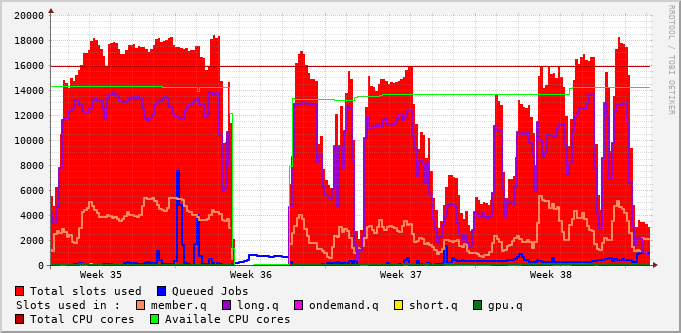 20000
18000
16000
14000
12000
10000
8000
6000
4000
2000
0
Week 35 Week 36 Week 37 Week 38
RRDTOOL / TOBI OETIKER
Total slots used Queued Jobs
Slots used in : member.q long.q ondemand.q short.q gpu.q
Total CPU cores Availale CPU cores